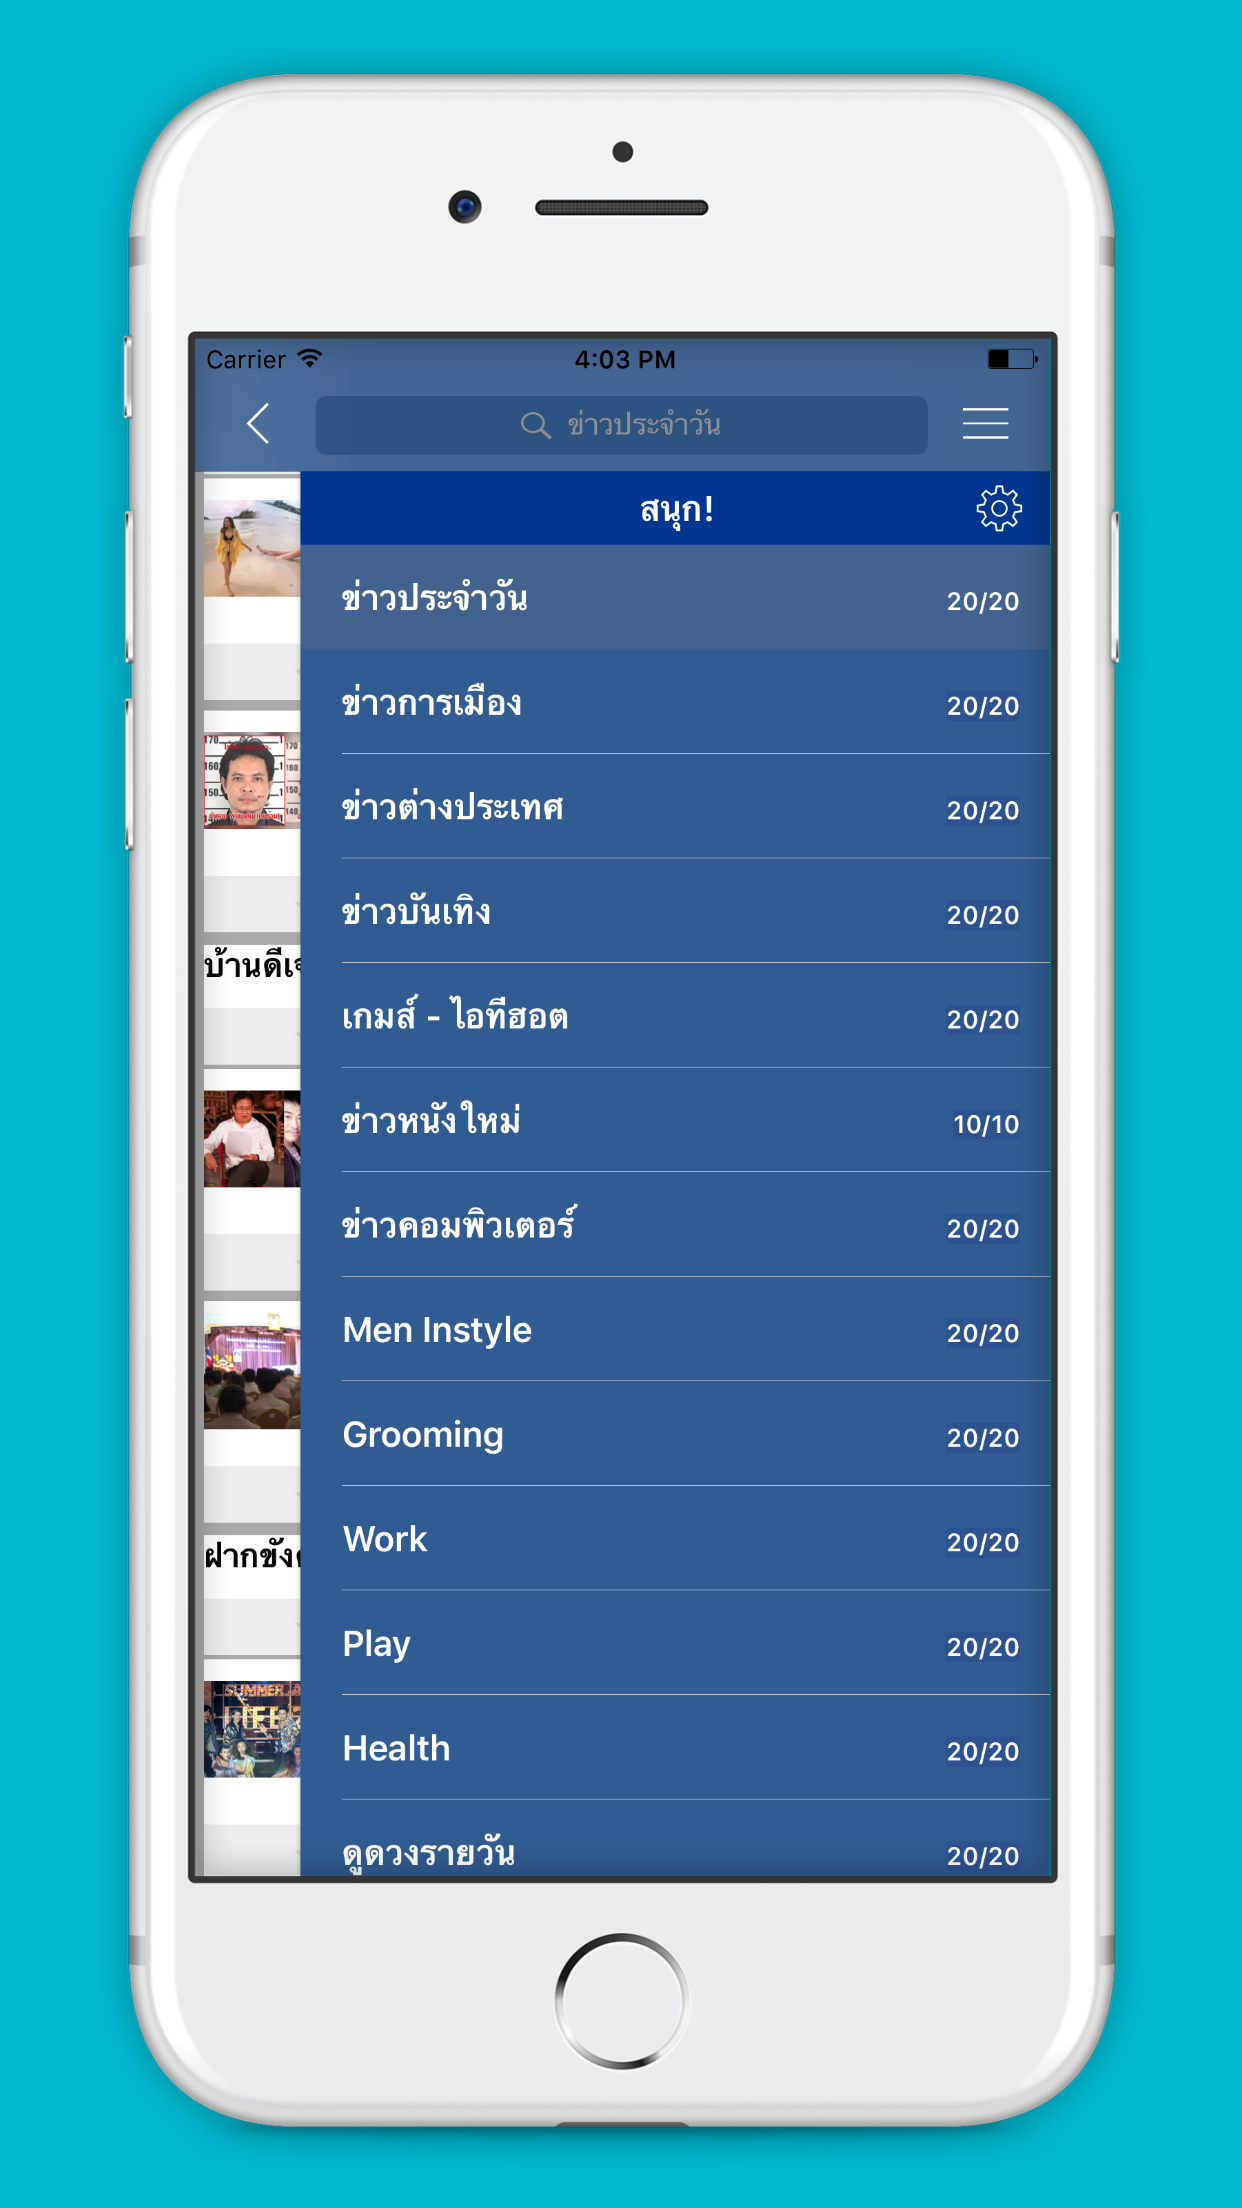 Carrier
4:03 PM
ข่าวประจำวัน
สนุก!
ข่าวประจำวัน 20/20
ข่าวการเมือง 20/20
ข่าวต่างประเทศ 20/20
ข่าวบันเทิง 20/20
เกมส์ - ไอทีฮอต 20/20
ข่าวหนังใหม่ 10/10
ข่าวคอมพิวเตอร์ 20/20
Men Instyle 20/20
Grooming 20/20
Work 20/20
Play 20/20
Health 20/20
ดูดวงรายวัน 20/20
170 170
160 160
150 150
140
บ้านดีเ
ฝากขัง
SUMMER